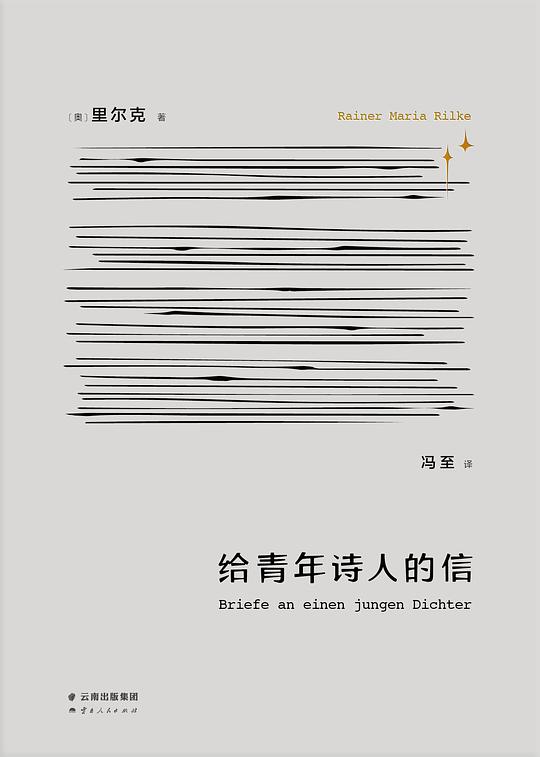 〔奥〕里尔克 著
Rainer Maria Rilke
冯至 译
给青年诗人的信
Briefe an einen jungen Dichter
云南出版集团
云南人民出版社